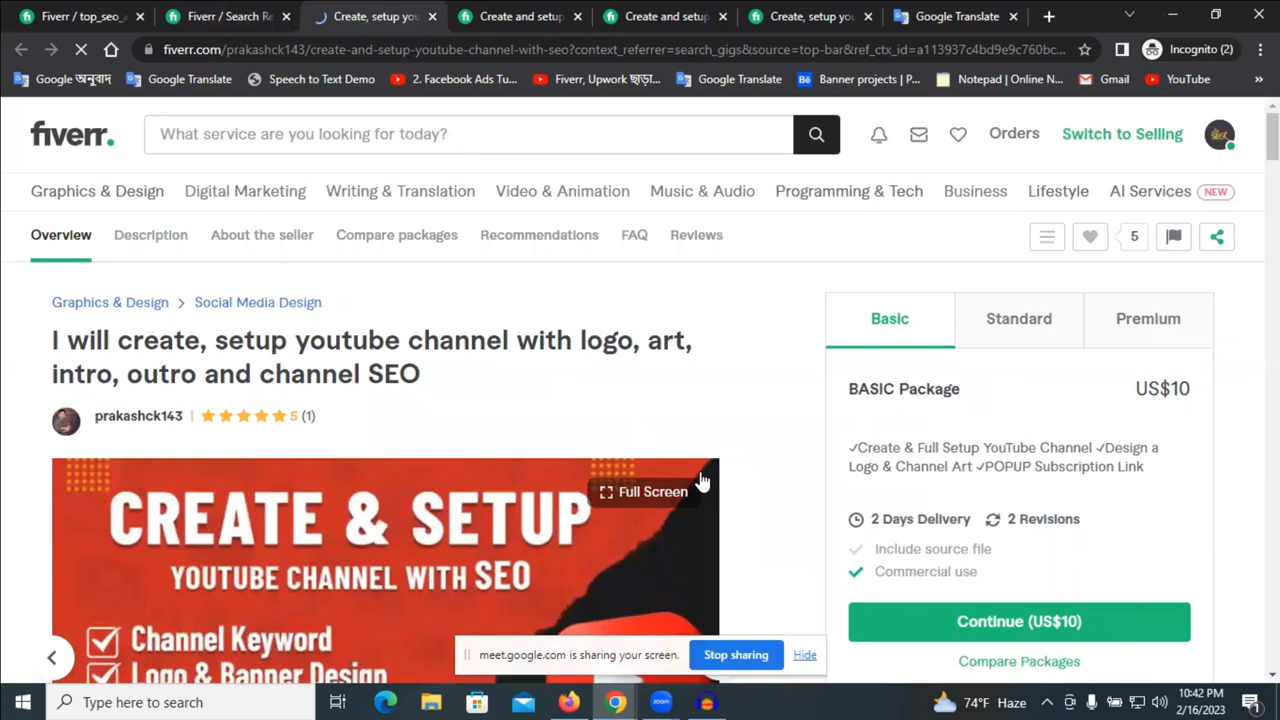 Fiverr / top_seo_
Fiverr / Search Re
Create, setup you
Create and setup
Create and setup
Create, setup you
Google Translate
fiverr.com/prakashck143/create-and-setup-youtube-channel-with-seo?context_referrer=search_gigs&source=top-bar&ref_ctx_id=a113937c4bd9e9c760bc...
Incognito (2)
Google অনুবাদ
Google Translate
Speech to Text Demo
2. Facebook Ads Tu...
Fiverr, Upwork ছাড়া...
Google Translate
Banner projects | P...
Notepad | Online N...
Gmail
YouTube
fiverr.
What service are you looking for today?
Orders
Switch to Selling
Graphics & Design
Digital Marketing
Writing & Translation
Video & Animation
Music & Audio
Programming & Tech
Business
Lifestyle
AI Services NEW
Overview
Description
About the seller
Compare packages
Recommendations
FAQ
Reviews
5
Graphics & Design
Social Media Design
I will create, setup youtube channel with logo, art,
intro, outro and channel SEO
prakashck143
5 (1)
CREATE & SETUP
YOUTUBE CHANNEL WITH SEO
Channel Keyword
Logo & Banner Design
Full Screen
Basic
Standard
Premium
BASIC Package
US$10
✓Create & Full Setup YouTube Channel ✓Design a
Logo & Channel Art ✓POPUP Subscription Link
2 Days Delivery
2 Revisions
Include source file
Commercial use
Continue (US$10)
Compare Packages
meet.google.com is sharing your screen.
Stop sharing
Hide
Type here to search
zoom
74°F Haze
10:42 PM
2/16/2023
1